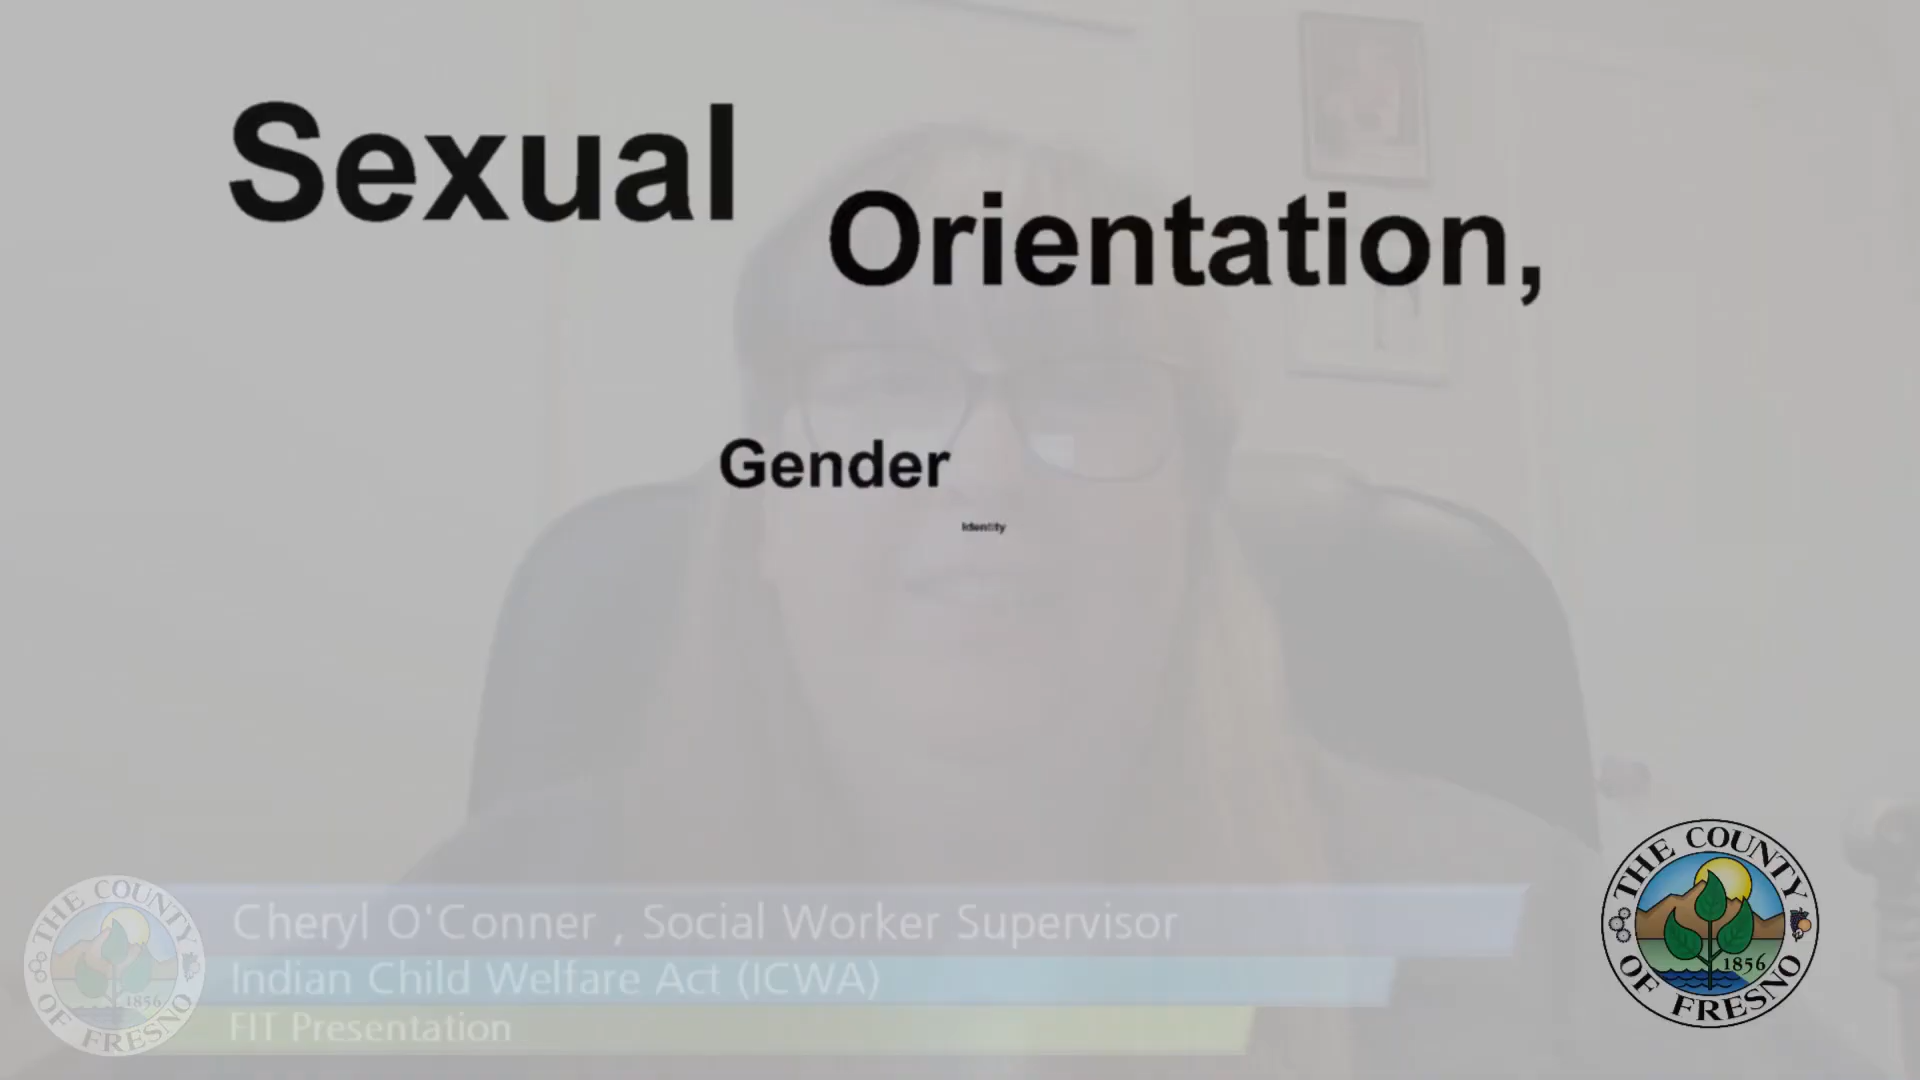 Sexual
Orientation,
Gender
Identity
Cheryl O'Conner , Social Worker Supervisor
Indian Child Welfare Act (ICWA)
FIT Presentation
THE COUNTY
OF FRESNO
1856
THE COUNTY
OF FRESNO
1856